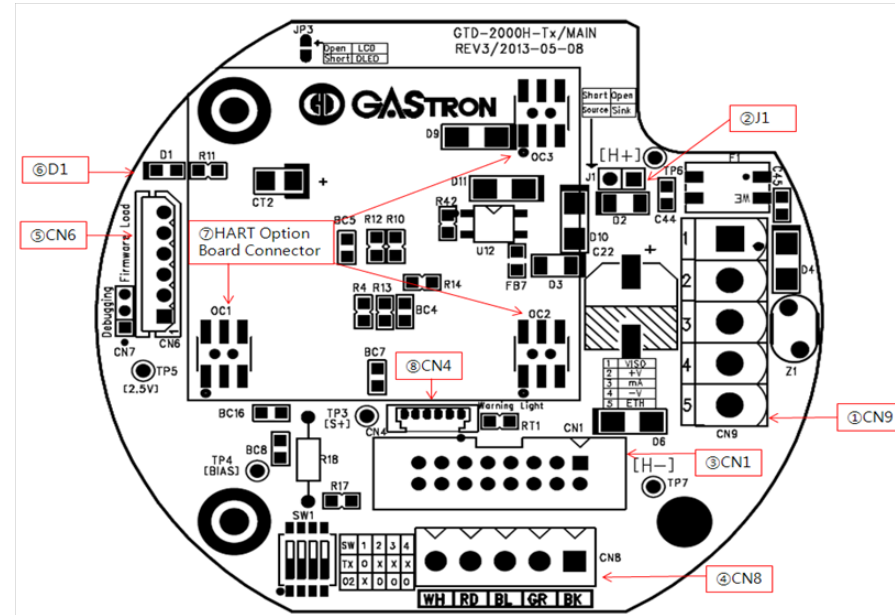 JP3
Open LCD
Short DLED
GTD-2000H-Tx/MAIN
REV3/2013-05-08
GASTRON
Short Open
Source Sink
②J1
D9
OC3
[H+]
J1
TP6
F1
WE
C45
⑥D1
D1
R11
CT2
+
D11
R42
U12
D10
D2
C44
+
⑤CN6
Firmware Load
⑦HART Option
Board Connector
BC5
R12
R10
FB7
D3
C22
1
2
3
4
5
D4
Debugging
R14
R4
R13
BC4
OC1
OC2
CN7
CN6
1
TP5
[2.5V]
BC7
⑧CN4
1 VISO
2 +V
3 mA
4 -V
5 ETH
Z1
BC16
TP3
[S+]
CN4
Warning Light
RT1
CN1
D6
CN9
①CN9
TP4
[BIAS]
BC8
R18
[H-]
③CN1
TP7
R17
SW1
SW 1 2 3 4
TX O X X X
O2 X O O O
CN8
④CN8
WH RD BL GR BK